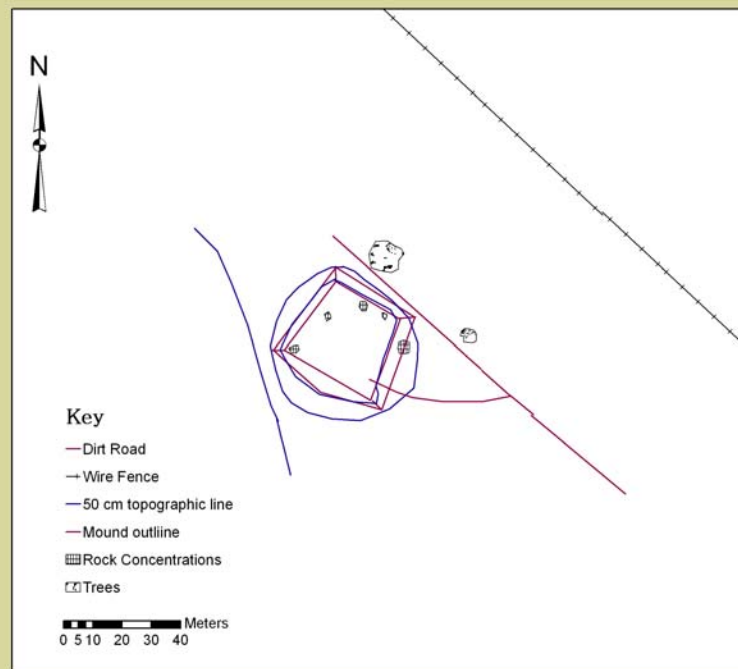 N
Key
Dirt Road
Wire Fence
50 cm topographic line
Mound outliine
Rock Concentrations
Trees
Meters
0 5 10 20 30 40